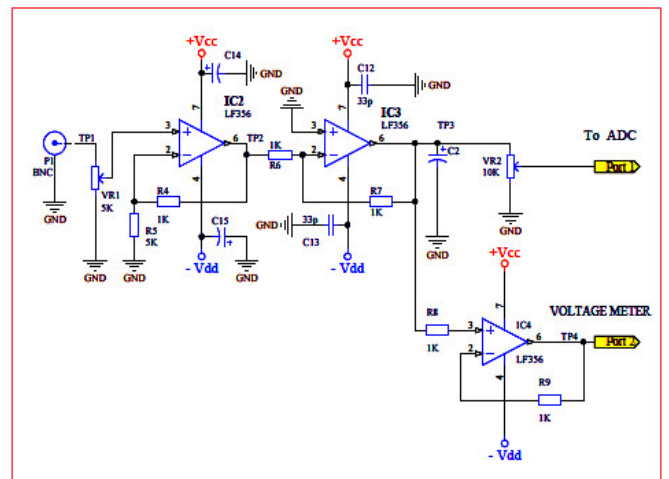 +Vcc
C14
GND
7
IC2
LF356
3
2
6
4
TP1
P1
BNC
GND
VR1
5K
GND
R4
1K
R5
5K
GND
C15
GND
- Vdd
TP2
1K
R6
+Vcc
C12
33p
GND
GND
7
IC3
LF356
3
2
6
4
R7
1K
GND
33p
C13
- Vdd
TP3
C2
GND
VR2
10K
GND
To ADC
Port 1
R8
1K
+Vcc
7
IC4
LF356
3
2
6
4
TP4
R9
1K
- Vdd
VOLTAGE METER
Port 2